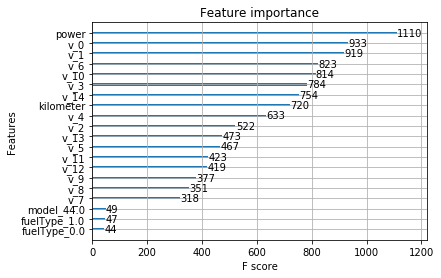 Feature importance
power 1110
v_0 933
v_1 919
v_6 823
v_10 814
v_3 784
v_14 754
kilometer 720
v_4 633
v_2 522
v_13 473
v_5 467
v_11 423
v_12 419
v_9 377
v_8 351
v_7 318
model_44.0 49
fuelType_1.0 47
fuelType_0.0 44
0 200 400 600 800 1000 1200
F score
Features